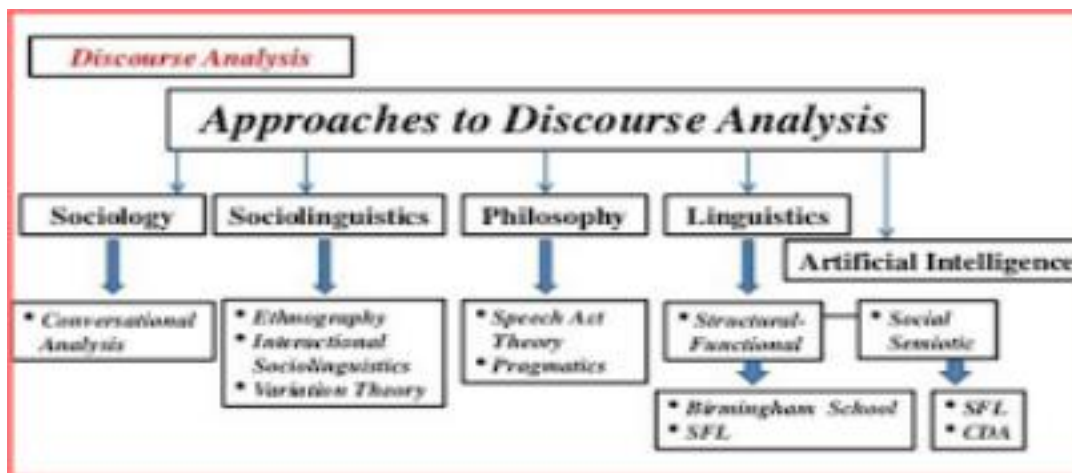 Discourse Analysis
Approaches to Discourse Analysis
Sociology
Sociolinguistics
Philosophy
Linguistics
Artificial Intelligence
* Conversational
Analysis
* Ethnography
* Interactional
Sociolinguistics
* Variation Theory
* Speech Act
Theory
* Pragmatics
* Structural-
Functional
* Social
Semiotic
* Birmingham School
* SFL
* SFL
* CDA